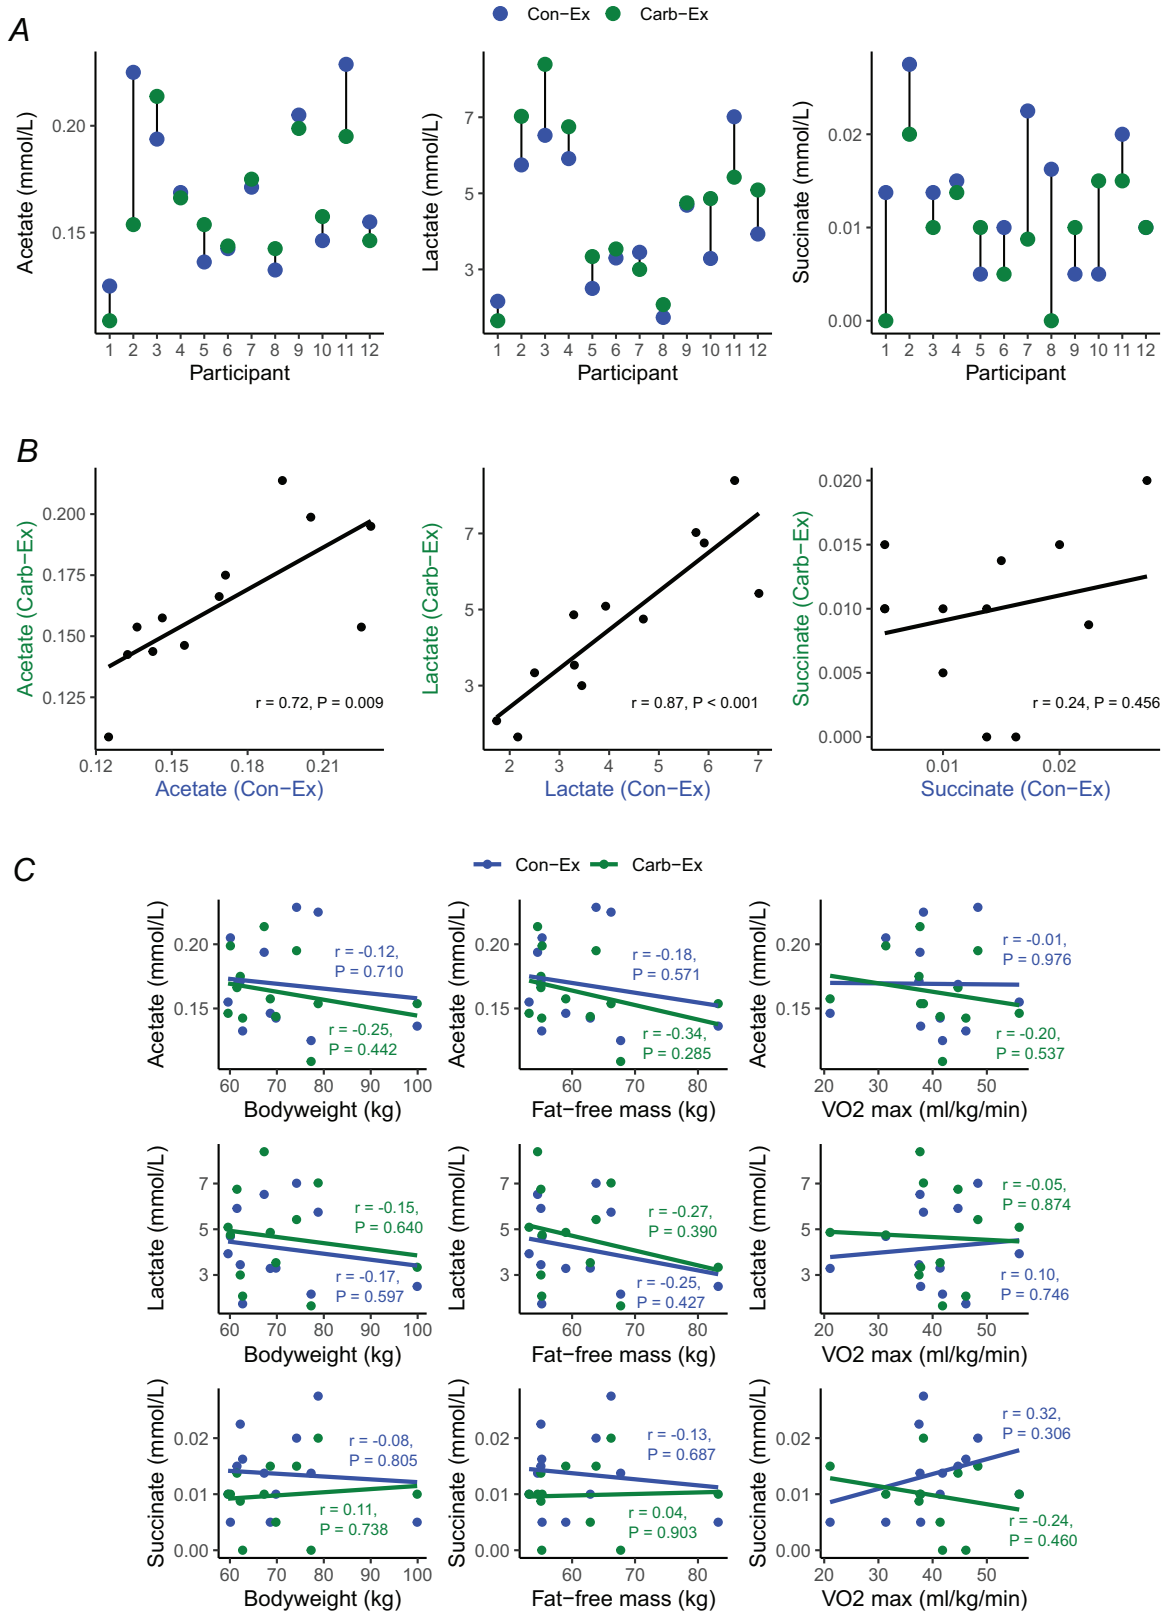 A
Con−Ex Carb−Ex
Acetate (mmol/L)
0.20
0.15
1 2 3 4 5 6 7 8 9 10 11 12
Participant
Lactate (mmol/L)
7
5
3
1 2 3 4 5 6 7 8 9 10 11 12
Participant
Succinate (mmol/L)
0.02
0.01
0.00
1 2 3 4 5 6 7 8 9 10 11 12
Participant
B
Acetate (Carb−Ex)
0.200
0.175
0.150
0.125
r = 0.72, P = 0.009
0.12 0.15 0.18 0.21
Acetate (Con−Ex)
Lactate (Carb−Ex)
7
5
3
r = 0.87, P < 0.001
2 3 4 5 6 7
Lactate (Con−Ex)
Succinate (Carb−Ex)
0.020
0.015
0.010
0.005
0.000
r = 0.24, P = 0.456
0.01 0.02
Succinate (Con−Ex)
C
Con−Ex Carb−Ex
Acetate (mmol/L)
0.20
0.15
r = -0.12,
P = 0.710
r = -0.25,
P = 0.442
60 70 80 90 100
Bodyweight (kg)
Acetate (mmol/L)
0.20
0.15
r = -0.18,
P = 0.571
r = -0.34,
P = 0.285
60 70 80
Fat−free mass (kg)
Acetate (mmol/L)
0.20
0.15
r = -0.01,
P = 0.976
r = -0.20,
P = 0.537
21 31 40 50
VO2 max (ml/kg/min)
Lactate (mmol/L)
7
5
3
r = -0.15,
P = 0.640
r = -0.17,
P = 0.597
60 70 80 90 100
Bodyweight (kg)
Lactate (mmol/L)
7
5
3
r = -0.27,
P = 0.390
r = -0.25,
P = 0.427
60 70 80
Fat−free mass (kg)
Lactate (mmol/L)
7
5
3
r = -0.05,
P = 0.874
r = 0.10,
P = 0.746
21 31 40 50
VO2 max (ml/kg/min)
Succinate (mmol/L)
0.02
0.01
0.00
r = -0.08,
P = 0.805
r = 0.11,
P = 0.738
60 70 80 90 100
Bodyweight (kg)
Succinate (mmol/L)
0.02
0.01
0.00
r = -0.13,
P = 0.687
r = 0.04,
P = 0.903
60 70 80
Fat−free mass (kg)
Succinate (mmol/L)
0.02
0.01
0.00
r = 0.32,
P = 0.306
r = -0.24,
P = 0.460
21 31 40 50
VO2 max (ml/kg/min)